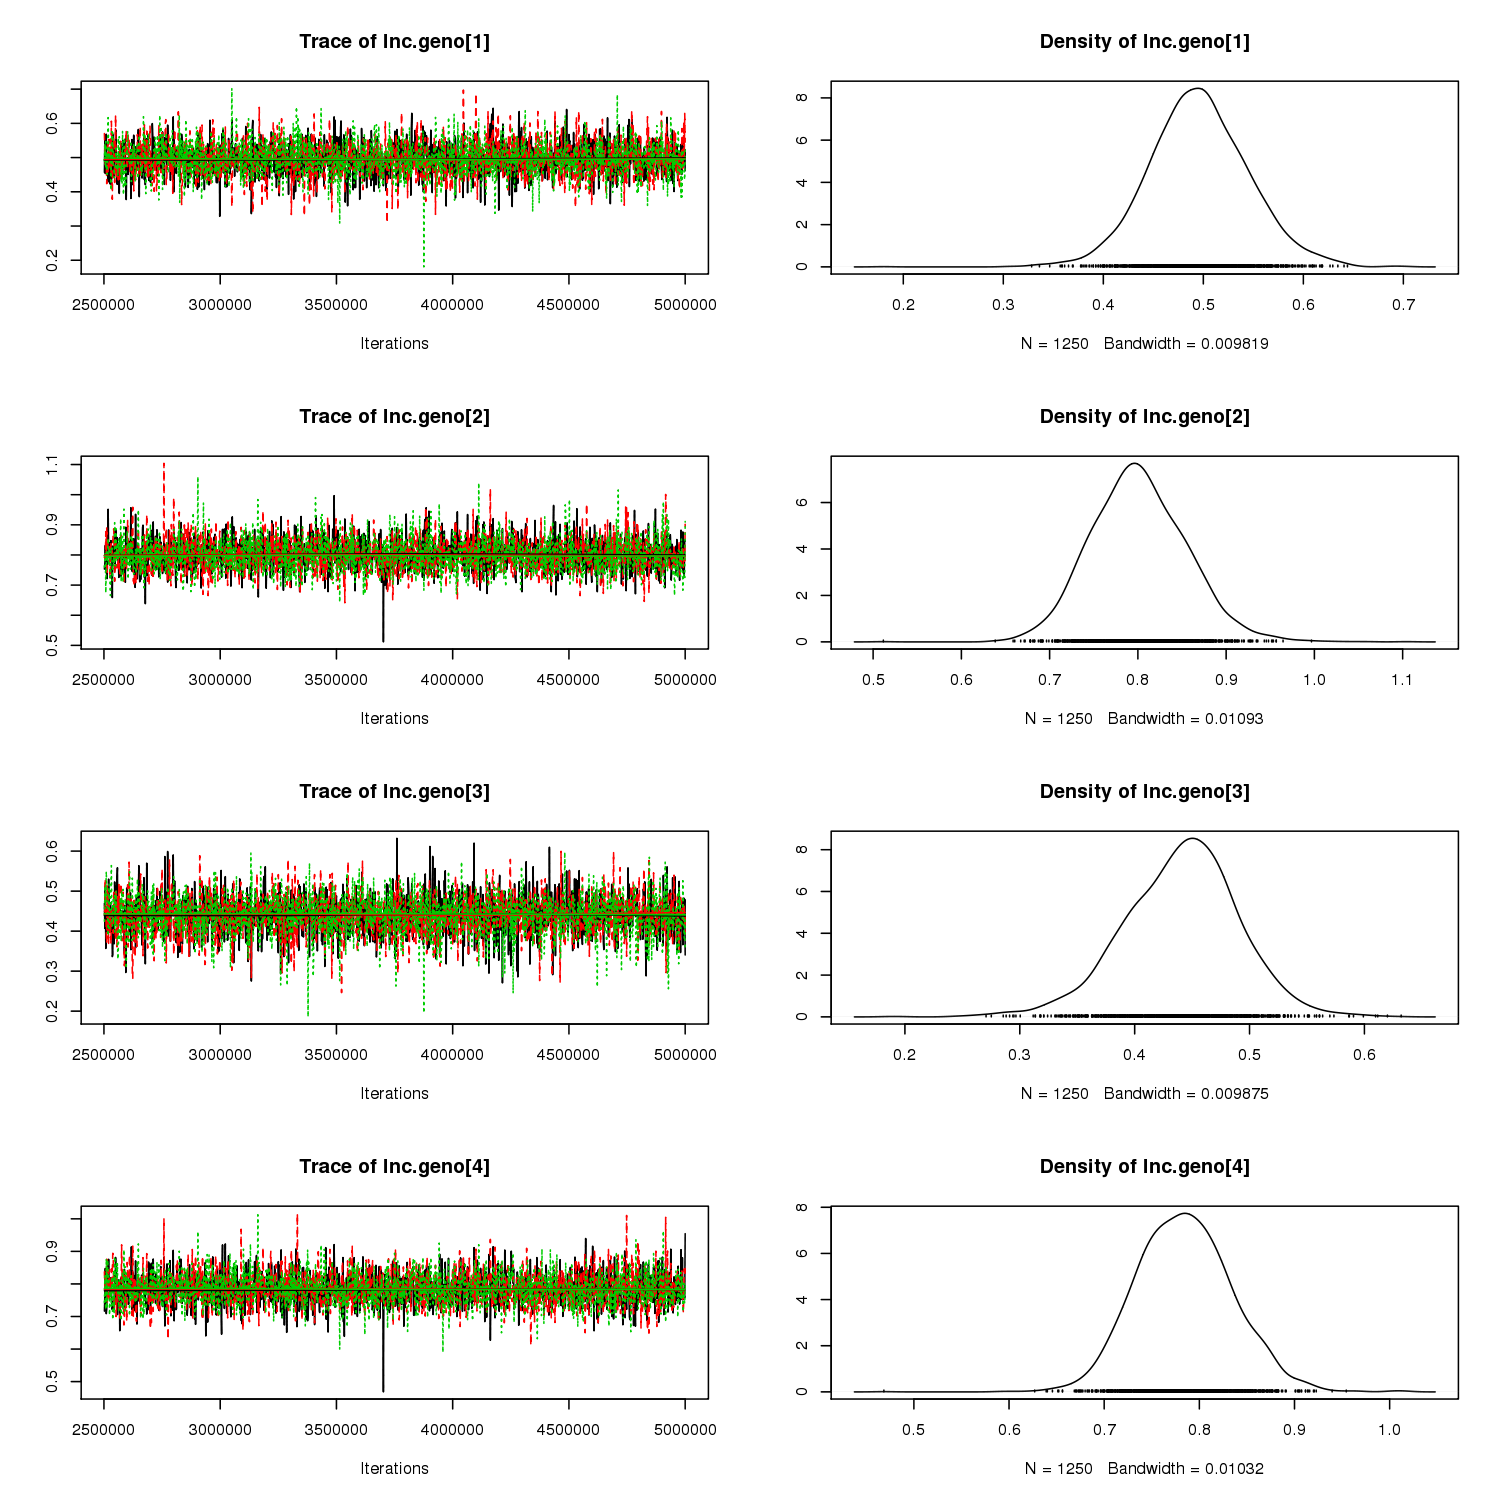 Trace of lnc.geno[1]
0.2 0.4 0.6
2500000 3000000 3500000 4000000 4500000 5000000
Iterations
Density of lnc.geno[1]
0 2 4 6 8
0.2 0.3 0.4 0.5 0.6 0.7
N = 1250 Bandwidth = 0.009819
Trace of lnc.geno[2]
0.5 0.7 0.9 1.1
2500000 3000000 3500000 4000000 4500000 5000000
Iterations
Density of lnc.geno[2]
0 2 4 6
0.5 0.6 0.7 0.8 0.9 1.0 1.1
N = 1250 Bandwidth = 0.01093
Trace of lnc.geno[3]
0.2 0.3 0.4 0.5 0.6
2500000 3000000 3500000 4000000 4500000 5000000
Iterations
Density of lnc.geno[3]
0 2 4 6 8
0.2 0.3 0.4 0.5 0.6
N = 1250 Bandwidth = 0.009875
Trace of lnc.geno[4]
0.5 0.7 0.9
2500000 3000000 3500000 4000000 4500000 5000000
Iterations
Density of lnc.geno[4]
0 2 4 6 8
0.5 0.6 0.7 0.8 0.9 1.0
N = 1250 Bandwidth = 0.01032